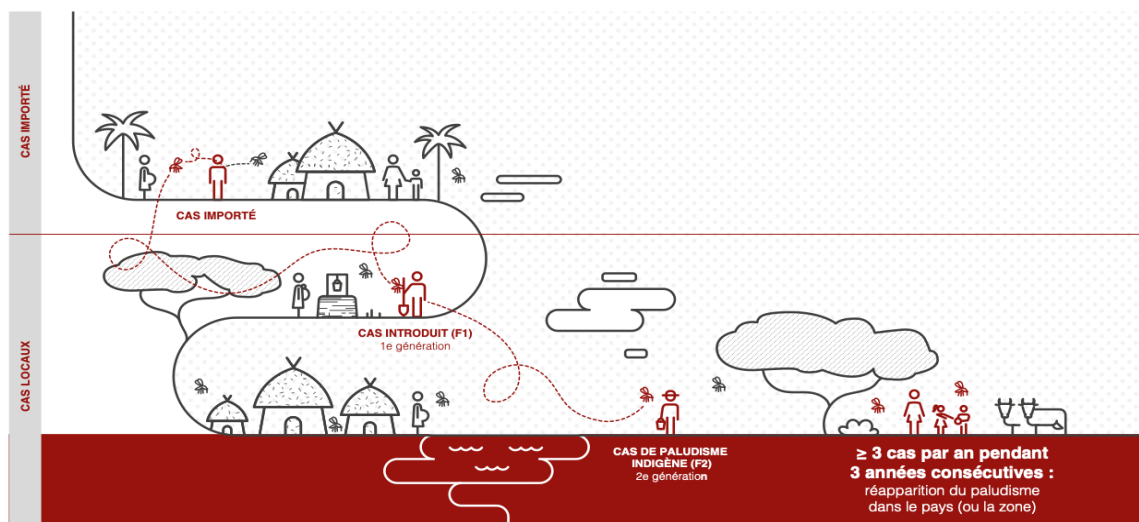 CAS IMPORTÉ
CAS IMPORTÉ
CAS LOCAUX
CAS INTRODUIT (F1)
1e génération
CAS DE PALUDISME
INDIGÈNE (F2)
2e génération
≥ 3 cas par an pendant
3 années consécutives :
réapparition du paludisme
dans le pays (ou la zone)